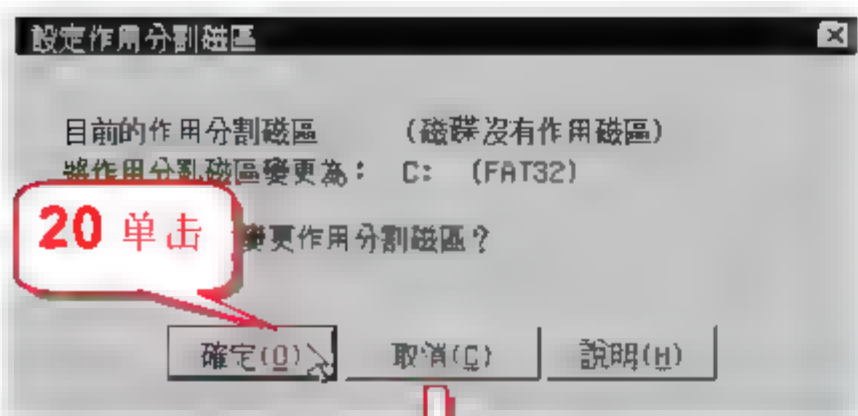 設定作用分割磁區
目前的作用分割磁區 (磁碟沒有作用磁區)
將作用分割磁區變更為: C: (FAT32)
20 单击
變更作用分割磁區?
確定(O) 取消(C) 說明(H)